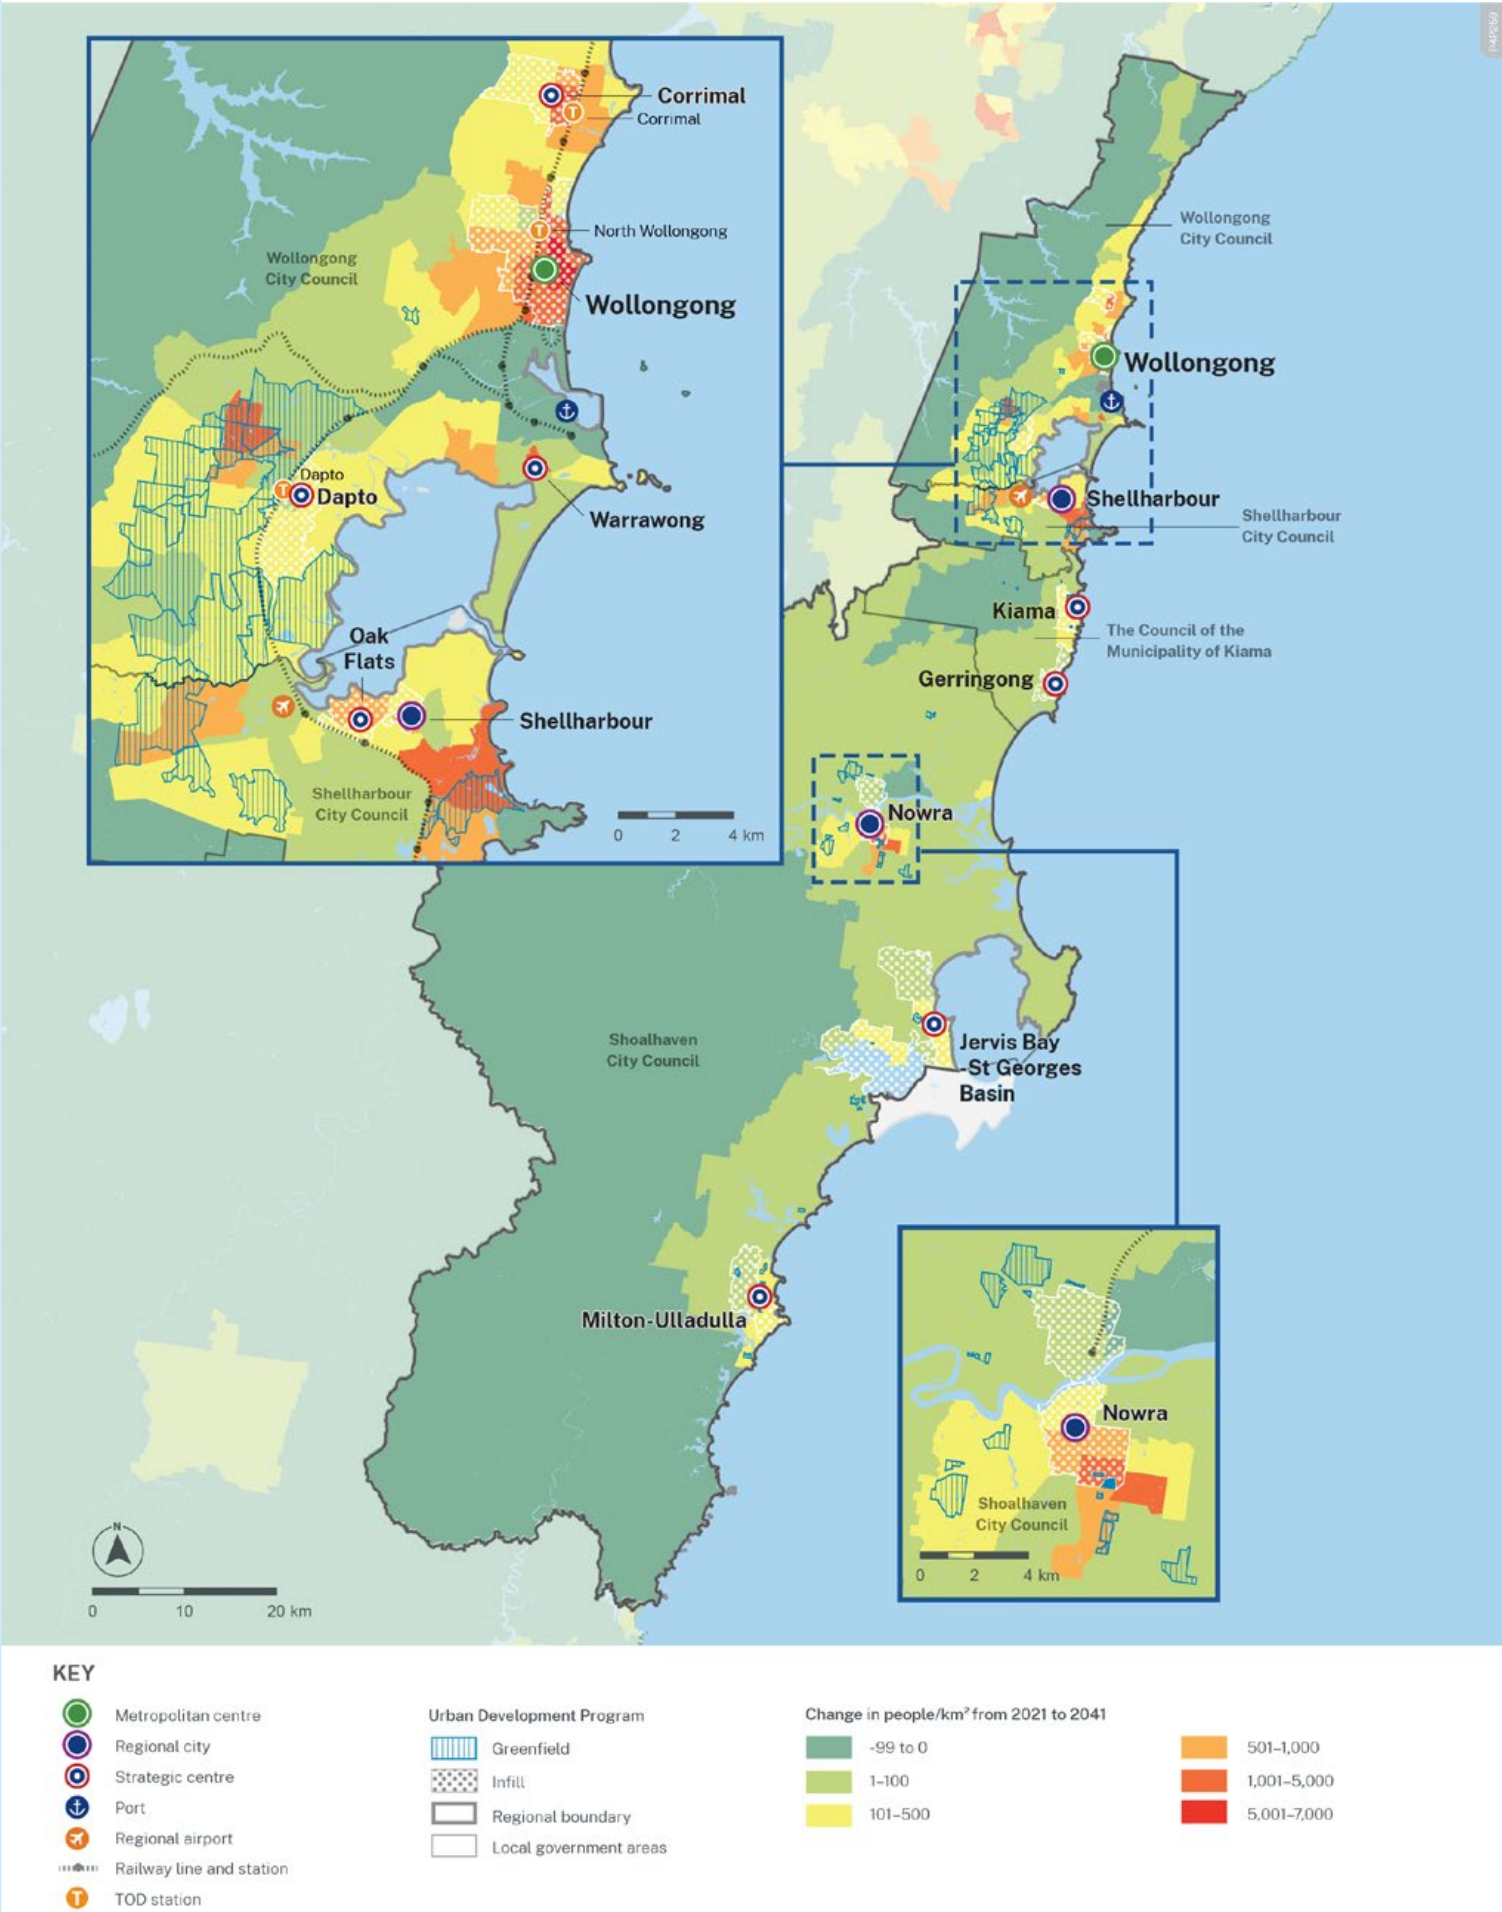 P4P259
Corrimal
Corrimal
North Wollongong
Wollongong
City Council
Wollongong
Dapto
Dapto
Warrawong
Oak
Flats
Shellharbour
Shellharbour
City Council
0 2 4 km
Wollongong
City Council
Wollongong
Shellharbour
Shellharbour
City Council
Kiama
The Council of the
Municipality of Kiama
Gerringong
Nowra
Shoalhaven
City Council
Jervis Bay
-St Georges
Basin
Milton-Ulladulla
Nowra
Shoalhaven
City Council
0 2 4 km
N
0 10 20 km
KEY
Metropolitan centre
Regional city
Strategic centre
Port
Regional airport
Railway line and station
T TOD station
Urban Development Program
Greenfield
Infill
Regional boundary
Local government areas
Change in people/km² from 2021 to 2041
-99 to 0
1–100
101–500
501–1,000
1,001–5,000
5,001–7,000